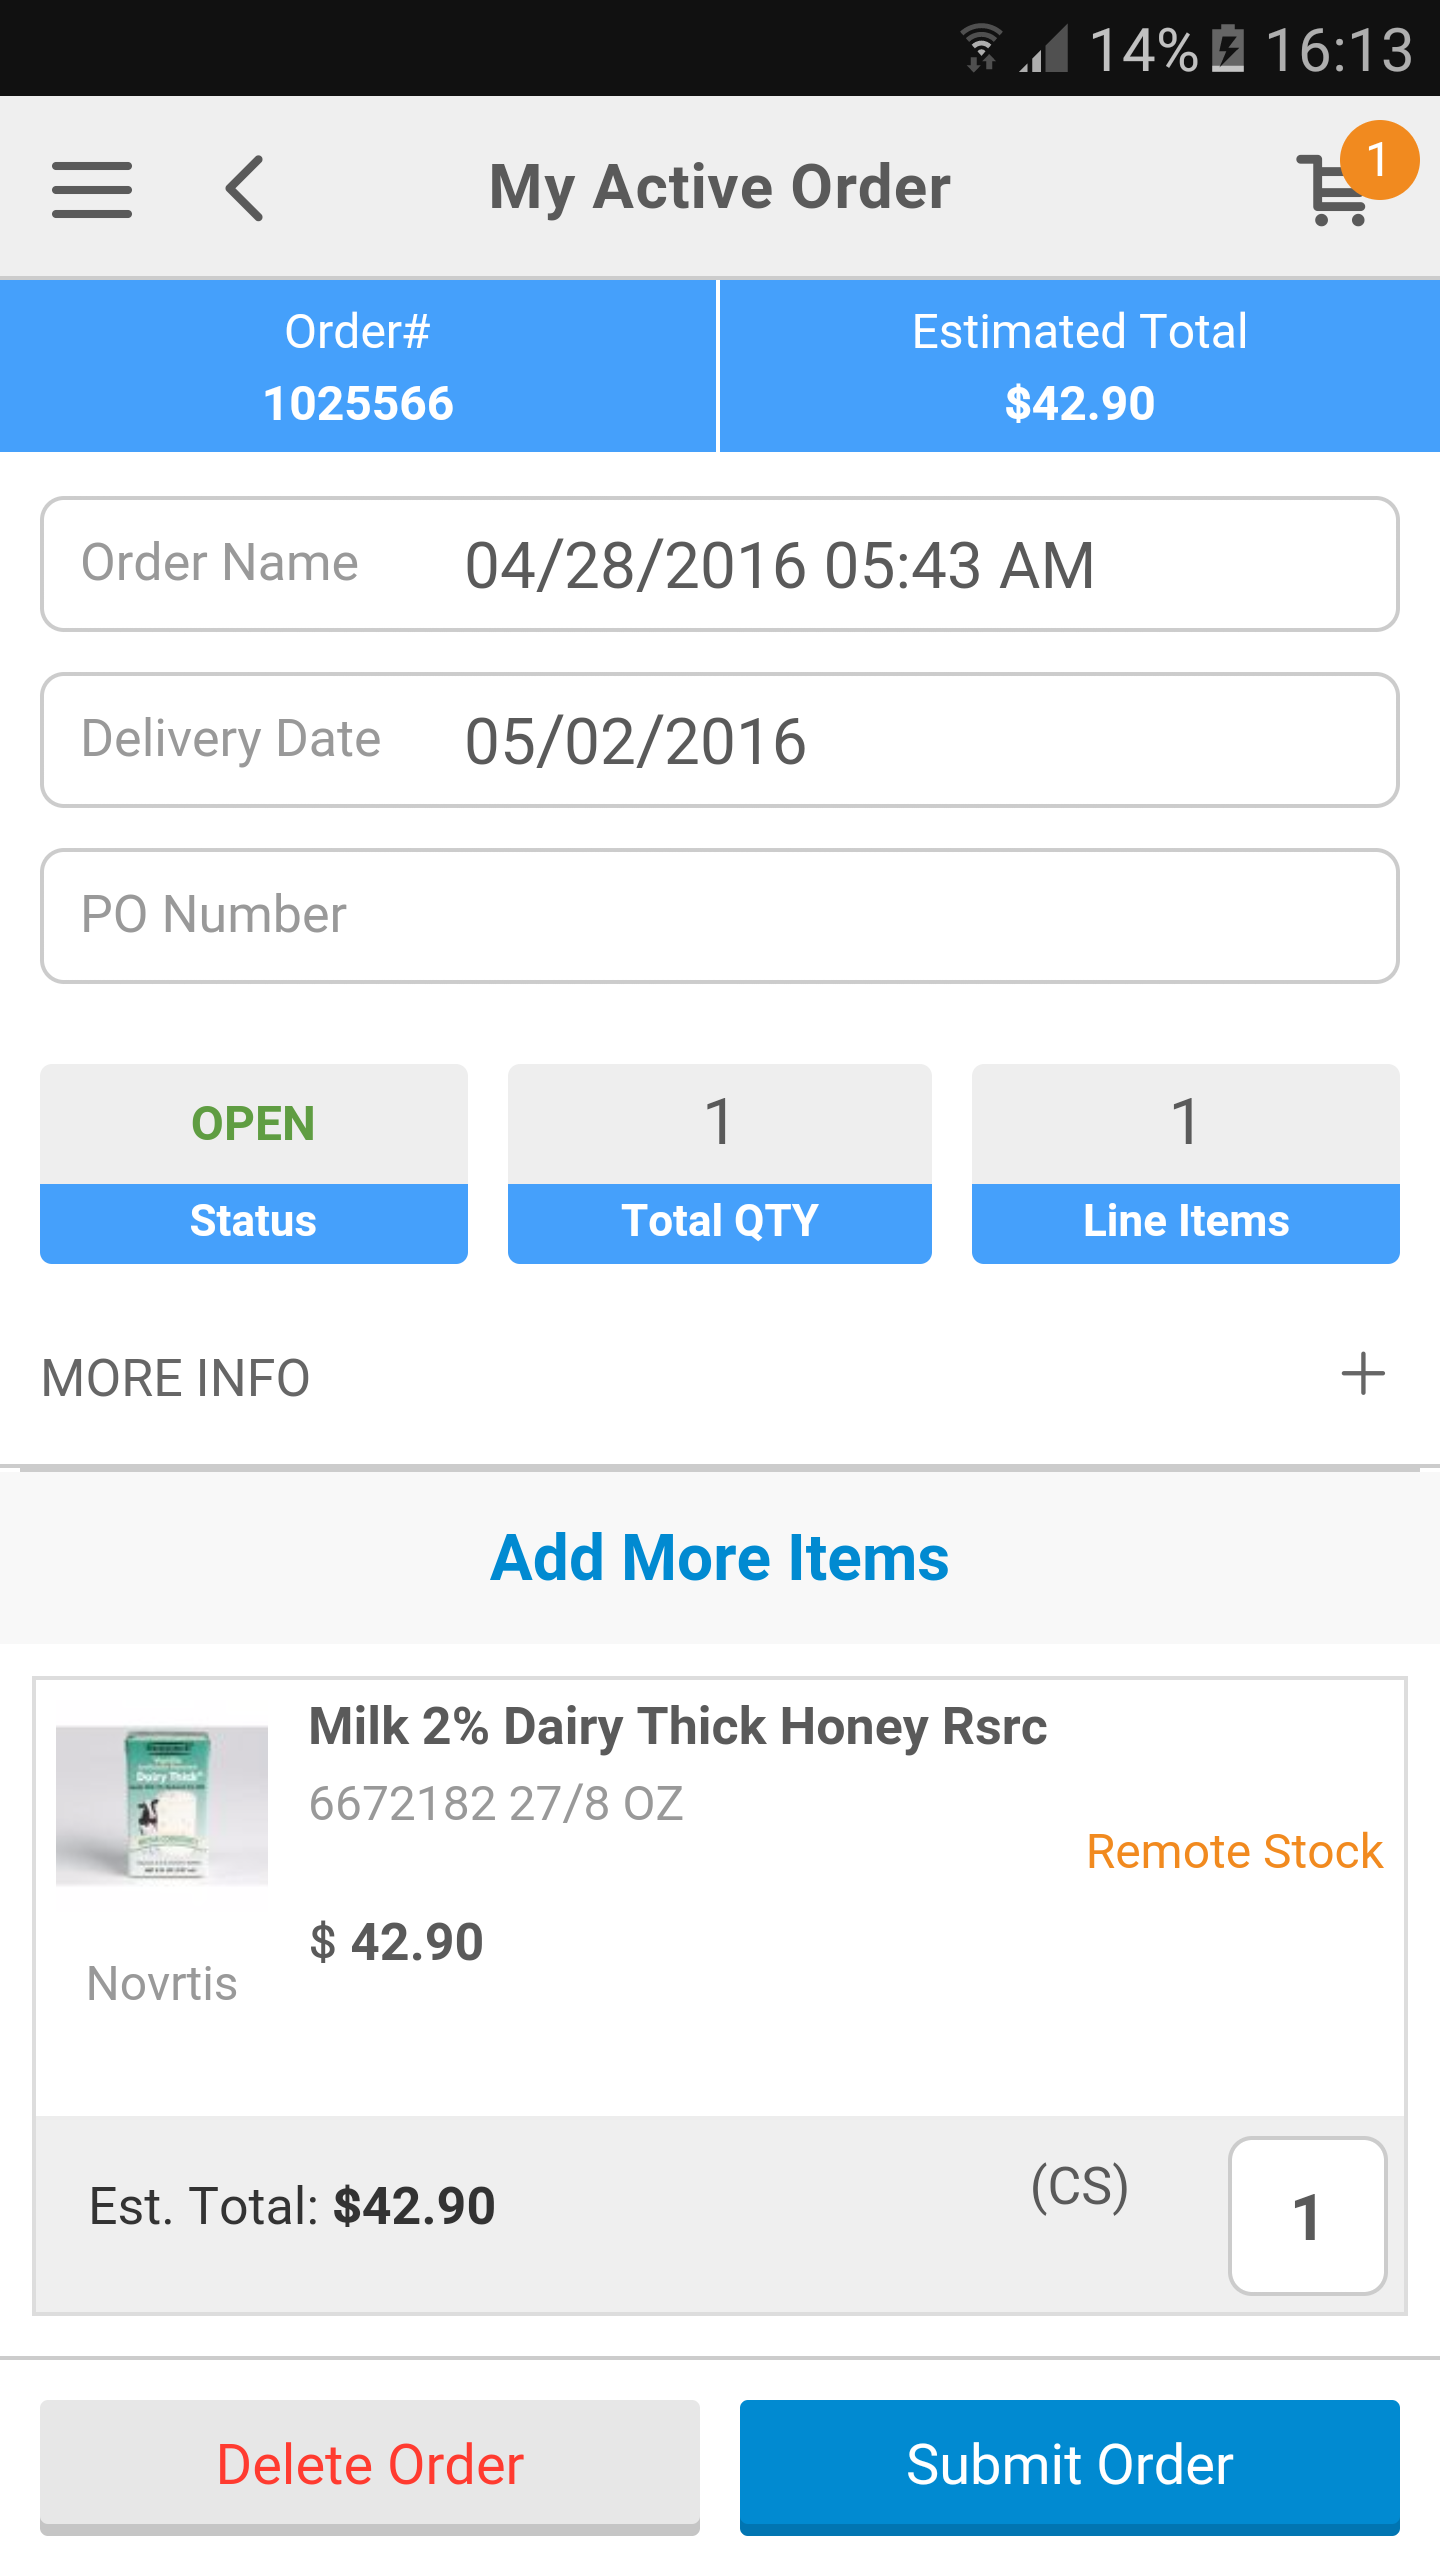 14% 16:13
My Active Order
1
Order#
1025566
Estimated Total
$42.90
Order Name 04/28/2016 05:43 AM
Delivery Date 05/02/2016
PO Number
OPEN
Status
1
Total QTY
1
Line Items
MORE INFO +
Add More Items
Milk 2% Dairy Thick Honey Rsrc
6672182 27/8 OZ
Remote Stock
$ 42.90
Dairy Thick
Novrtis
Est. Total: $42.90
(CS)
1
Delete Order
Submit Order